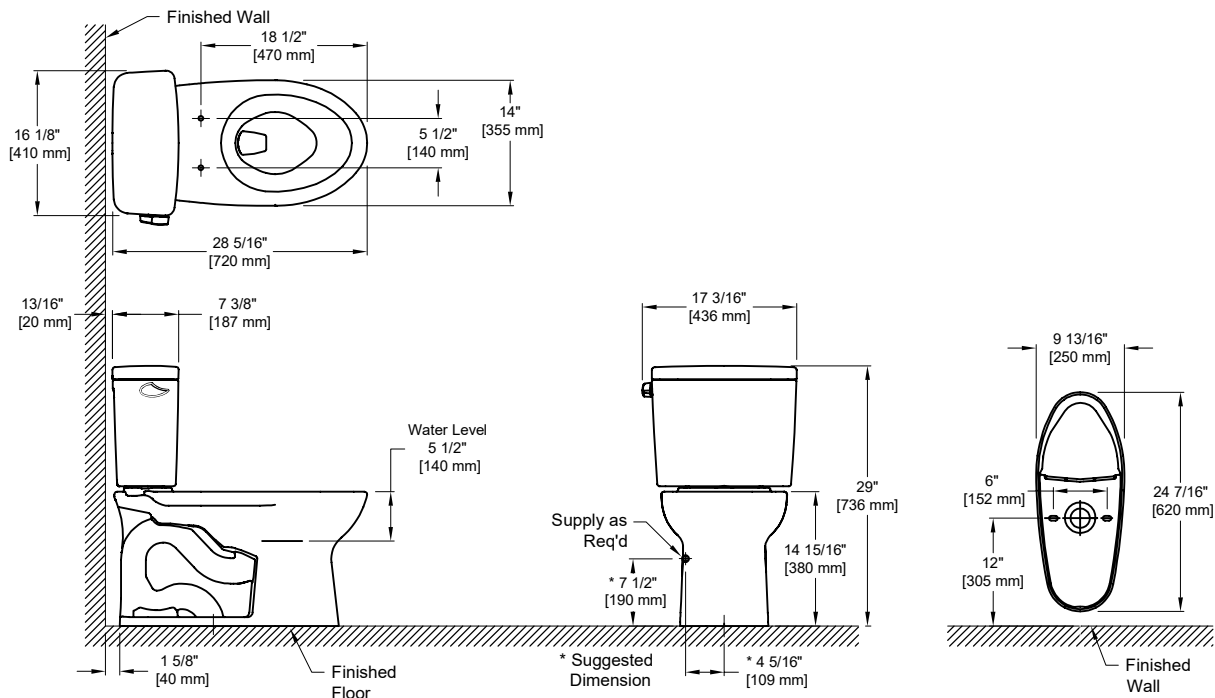 Finished Wall
18 1/2"
[470 mm]
16 1/8"
[410 mm]
5 1/2"
[140 mm]
14"
[355 mm]
28 5/16"
[720 mm]
13/16"
[20 mm]
7 3/8"
[187 mm]
Water Level
5 1/2"
[140 mm]
1 5/8"
[40 mm]
Finished
Floor
17 3/16"
[436 mm]
29"
[736 mm]
Supply as
Req'd
14 15/16"
[380 mm]
* 7 1/2"
[190 mm]
* Suggested
Dimension
* 4 5/16"
[109 mm]
9 13/16"
[250 mm]
6"
[152 mm]
24 7/16"
[620 mm]
12"
[305 mm]
Finished
Wall